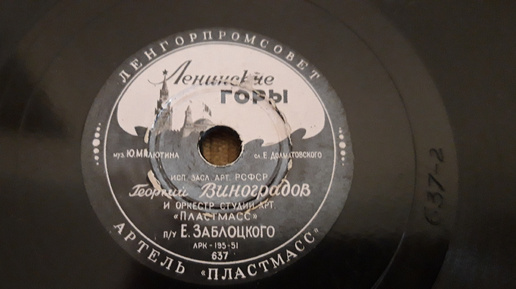 ЛЕНГОРПРОМСОВЕТ
Ленинские
ГОРЫ
муз. Ю.МИЛЮТИНА
сл. Е. ДОЛМАТОВСКОГО
ИСП. ЗАСЛ. АРТ. РСФСР
Георгий Виноградов
И ОРКЕСТР СТУДИИ АРТ.
«ПЛАСТМАСС»
П/У Е. ЗАБЛОЦКОГО
ЛРК-195-51
637
АРТЕЛЬ „ПЛАСТМАСС"
637-2